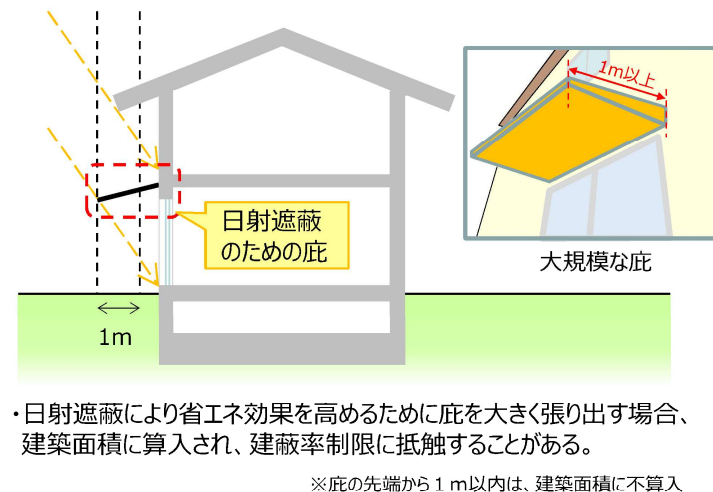 1m以上
日射遮蔽
のための庇
大規模な庇
1m
・日射遮蔽により省エネ効果を高めるために庇を大きく張り出す場合、
建築面積に算入され、建蔽率制限に抵触することがある。
※庇の先端から１ｍ以内は、建築面積に不算入